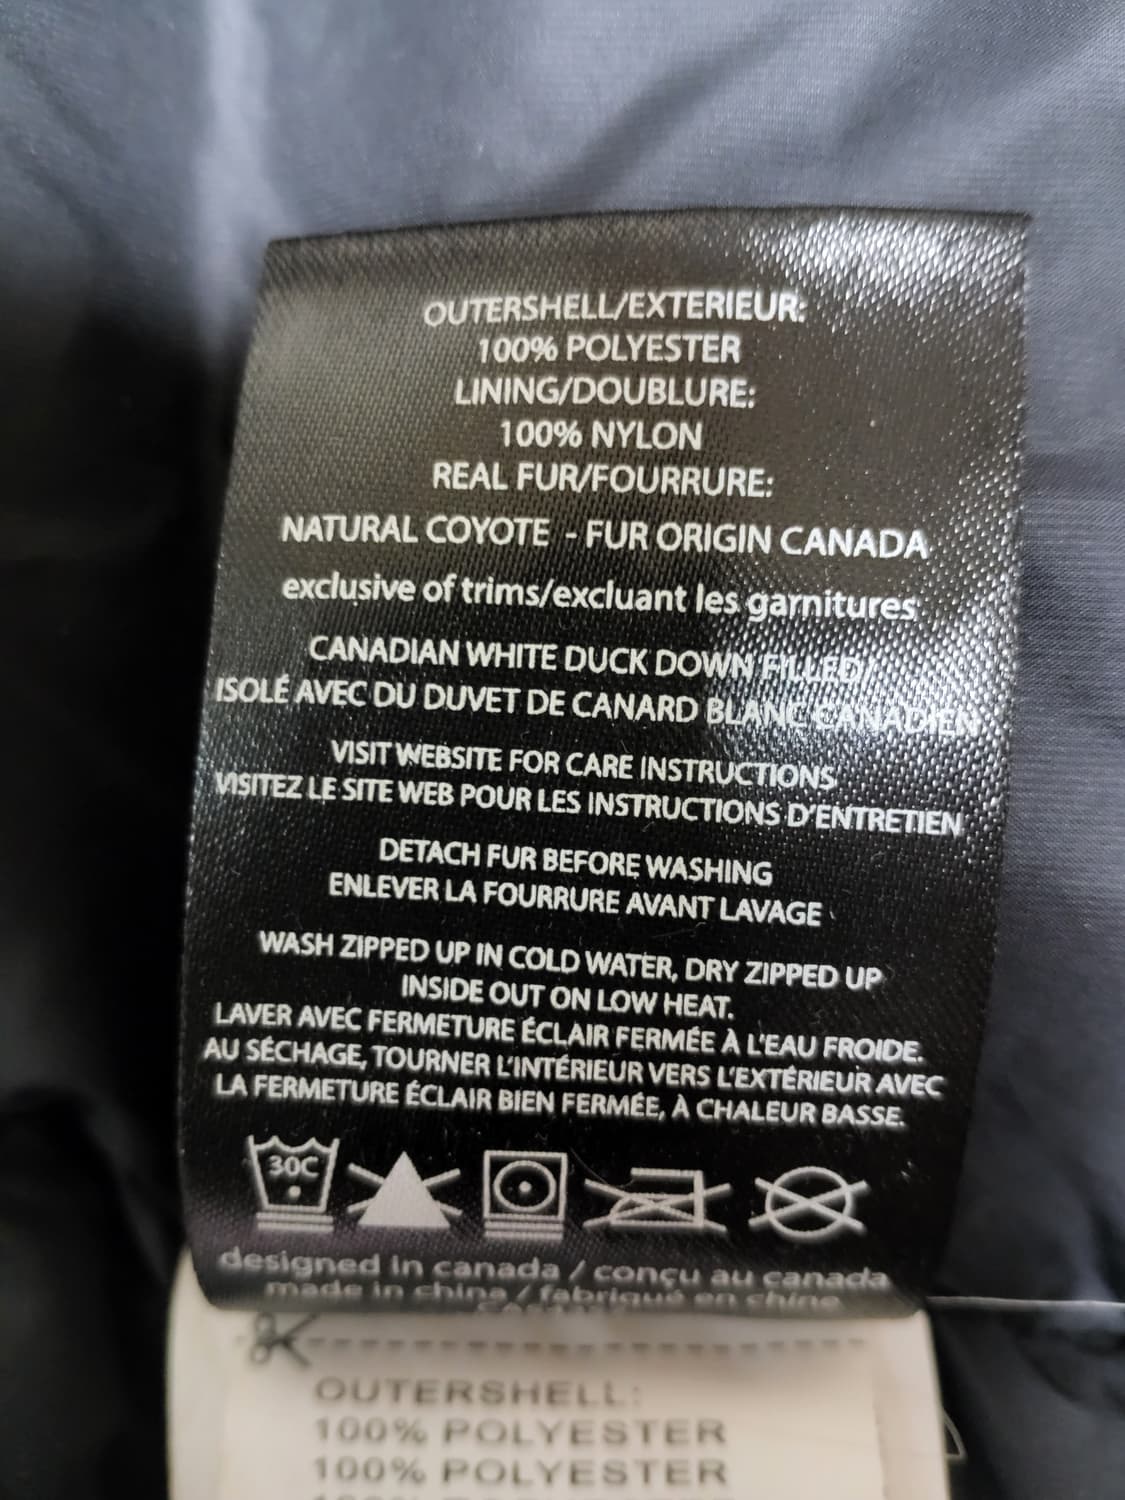 OUTERSHELL/EXTERIEUR:
100% POLYESTER
LINING/DOUBLURE:
100% NYLON
REAL FUR/FOURRURE:
NATURAL COYOTE - FUR ORIGIN CANADA
exclusive of trims/excluant les garnitures
CANADIAN WHITE DUCK DOWN FILLED/
ISOLÉ AVEC DU DUVET DE CANARD BLANC CANADIEN
VISIT WEBSITE FOR CARE INSTRUCTIONS
VISITEZ LE SITE WEB POUR LES INSTRUCTIONS D'ENTRETIEN
DETACH FUR BEFORE WASHING
ENLEVER LA FOURRURE AVANT LAVAGE
WASH ZIPPED UP IN COLD WATER, DRY ZIPPED UP
INSIDE OUT ON LOW HEAT.
LAVER AVEC FERMETURE ÉCLAIR FERMÉE À L'EAU FROIDE.
AU SÉCHAGE, TOURNER L'INTÉRIEUR VERS L'EXTÉRIEUR AVEC
LA FERMETURE ÉCLAIR BIEN FERMÉE, À CHALEUR BASSE.
30C
designed in canada / conçu au canada
made in china / fabriqué en chine
OUTERSHELL:
100% POLYESTER
100% POLYESTER